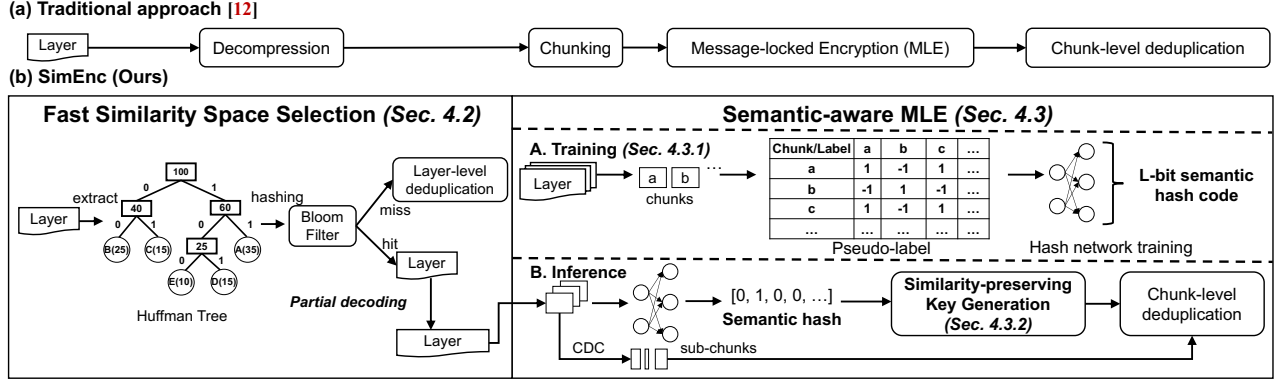 (a) Traditional approach [12]
Layer
Decompression
Chunking
Message-locked Encryption (MLE)
Chunk-level deduplication
(b) SimEnc (Ours)
Fast Similarity Space Selection (Sec. 4.2)
Layer
extract
100
0 1
40 60
0 1 0 1
B(25) C(15) 25 A(35)
0 1
E(10) D(15)
Huffman Tree
hashing
Bloom
Filter
Layer-level
deduplication
miss
hit
Layer
Partial decoding
Layer
Semantic-aware MLE (Sec. 4.3)
A. Training (Sec. 4.3.1)
Layer
a b ...
chunks
Chunk/Label a b c ...
a 1 -1 1 ...
b -1 1 -1 ...
c 1 -1 1 ...
... ... ... ...
Pseudo-label
Hash network training
L-bit semantic
hash code
B. Inference
[0, 1, 0, 0, ...]
Semantic hash
Similarity-preserving
Key Generation
(Sec. 4.3.2)
Chunk-level
deduplication
CDC
sub-chunks